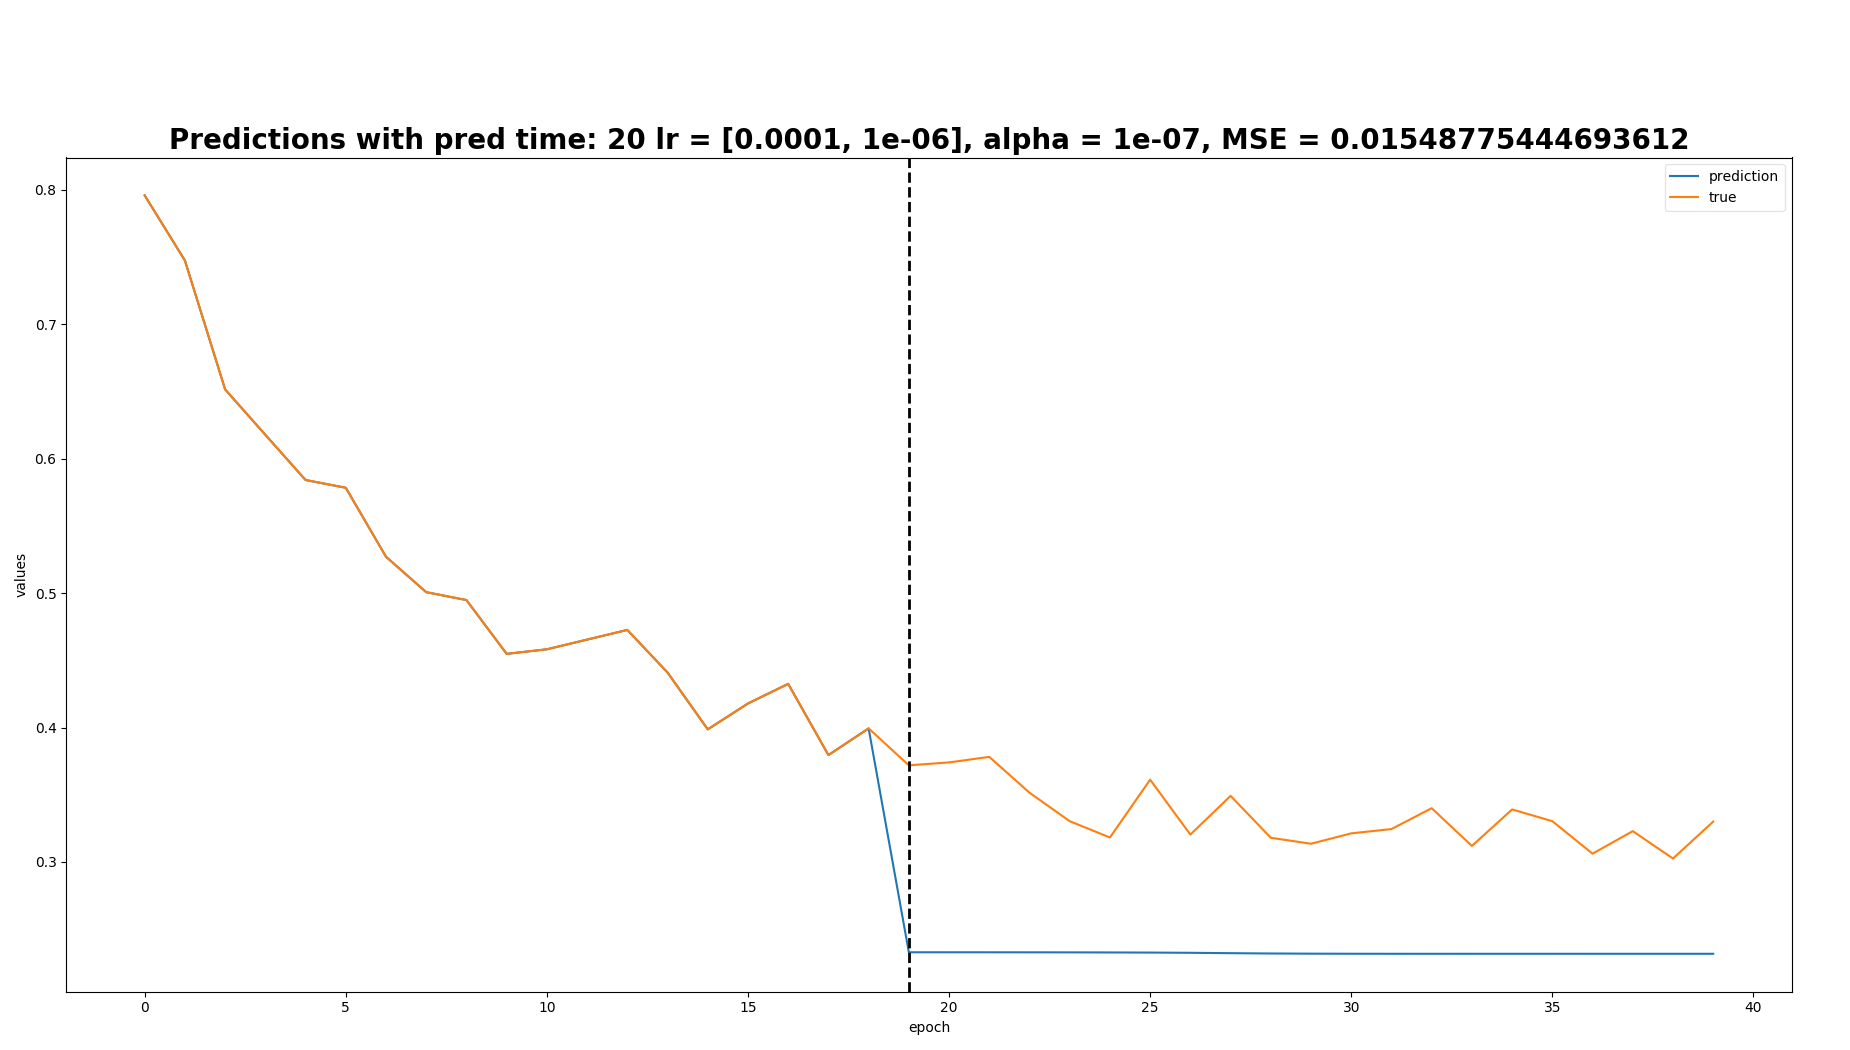 Predictions with pred time: 20 lr = [0.0001, 1e-06], alpha = 1e-07, MSE = 0.01548775444693612
prediction
true
0.8
0.7
0.6
0.5
0.4
0.3
values
0 5 10 15 20 25 30 35 40
epoch